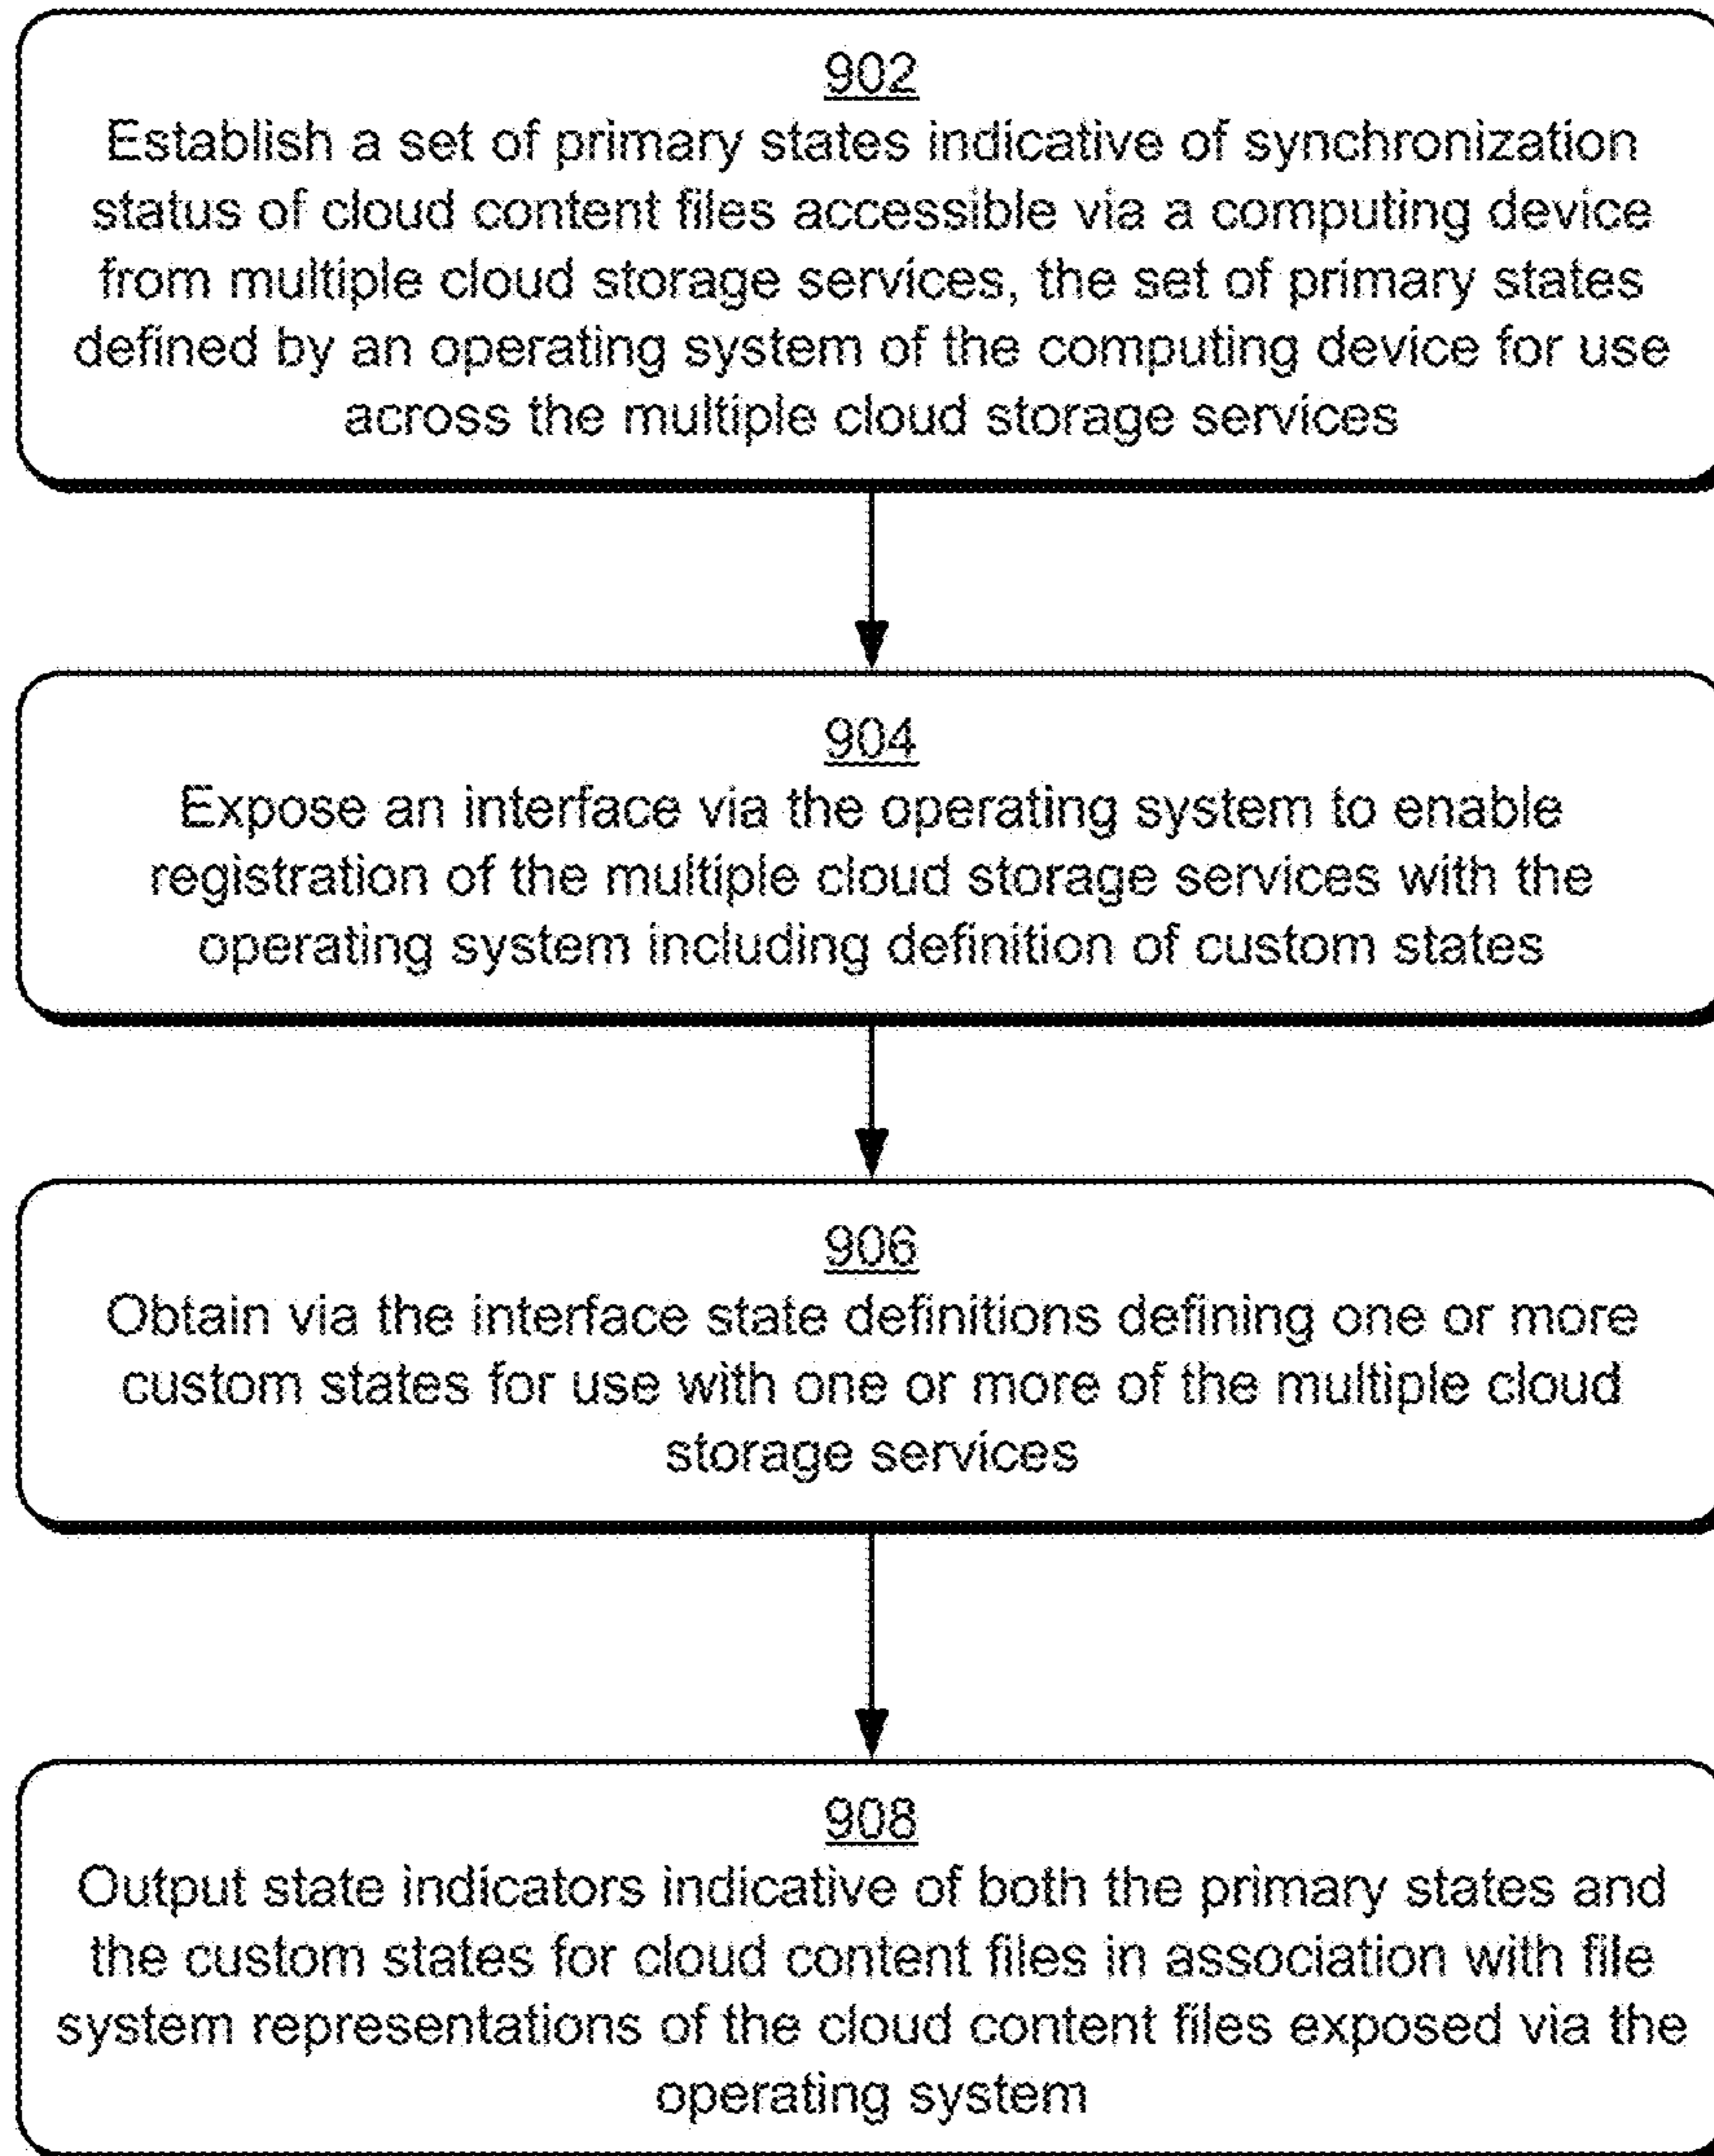 902
Establish a set of primary states indicative of synchronization
status of cloud content files accessible via a computing device
from multiple cloud storage services, the set of primary states
defined by an operating system of the computing device for use
across the multiple cloud storage services
904
Expose an interface via the operating system to enable
registration of the multiple cloud storage services with the
operating system including definition of custom states
906
Obtain via the interface state definitions defining one or more
custom states for use with one or more of the multiple cloud
storage services
908
Output state indicators indicative of both the primary states and
the custom states for cloud content files in association with file
system representations of the cloud content files exposed via the
operating system